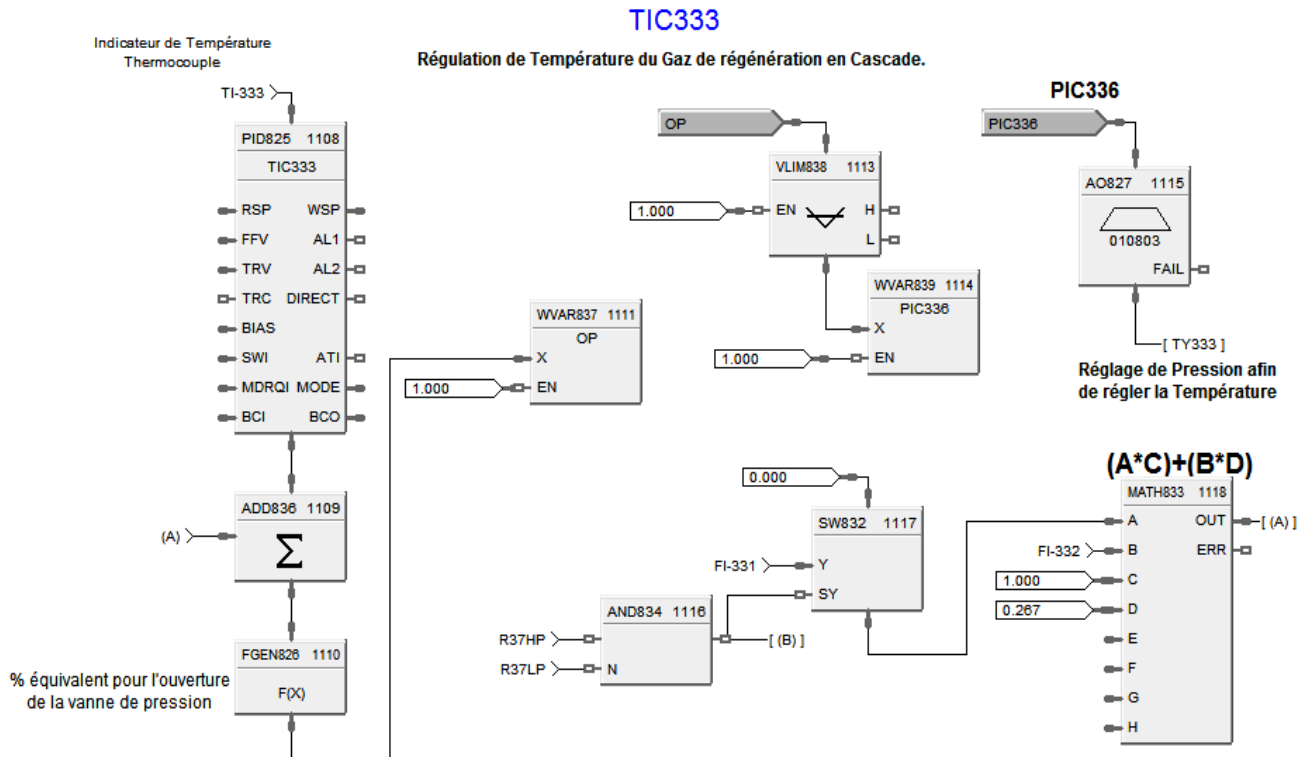 TIC333
Indicateur de Température
Thermocouple
Régulation de Température du Gaz de régénération en Cascade.
TI-333
PID825 1108
TIC333
RSP WSP
FFV AL1
TRV AL2
TRC DIRECT
BIAS
SWI ATI
MDRQI MODE
BCI BCO
(A)
ADD836 1109
Σ
FGEN826 1110
F(X)
% équivalent pour l'ouverture
de la vanne de pression
WVAR837 1111
OP
X
1.000
EN
OP
VLIM838 1113
1.000
EN H
L
WVAR839 1114
PIC336
X
1.000
EN
PIC336
PIC336
AO827 1115
010803
FAIL
[ TY333 ]
Réglage de Pression afin
de régler la Température
0.000
SW832 1117
FI-331
Y
SY
AND834 1116
R37HP
R37LP
N
[ (B) ]
(A*C)+(B*D)
MATH833 1118
A OUT
[ (A) ]
FI-332
B ERR
1.000
C
0.267
D
E
F
G
H